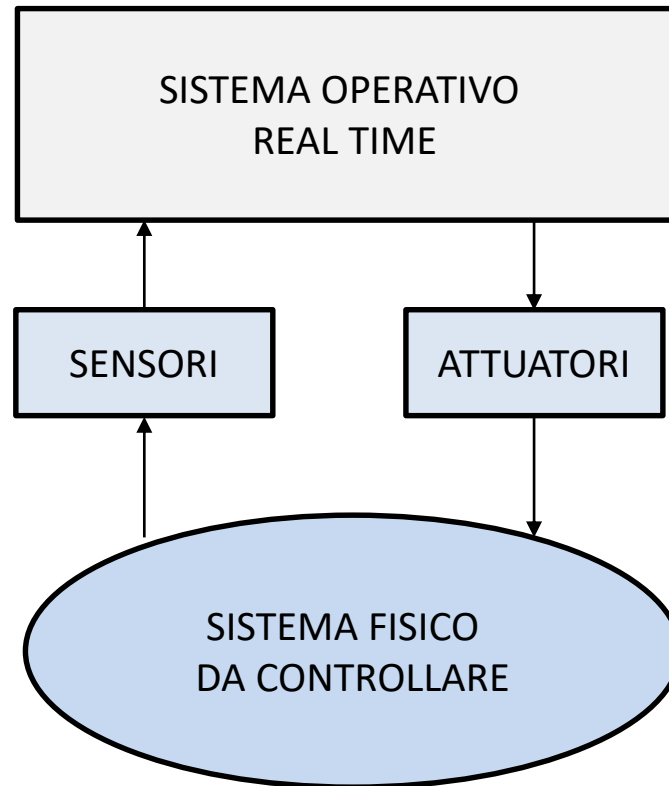 SISTEMA OPERATIVO
REAL TIME
SENSORI
ATTUATORI
SISTEMA FISICO
DA CONTROLLARE